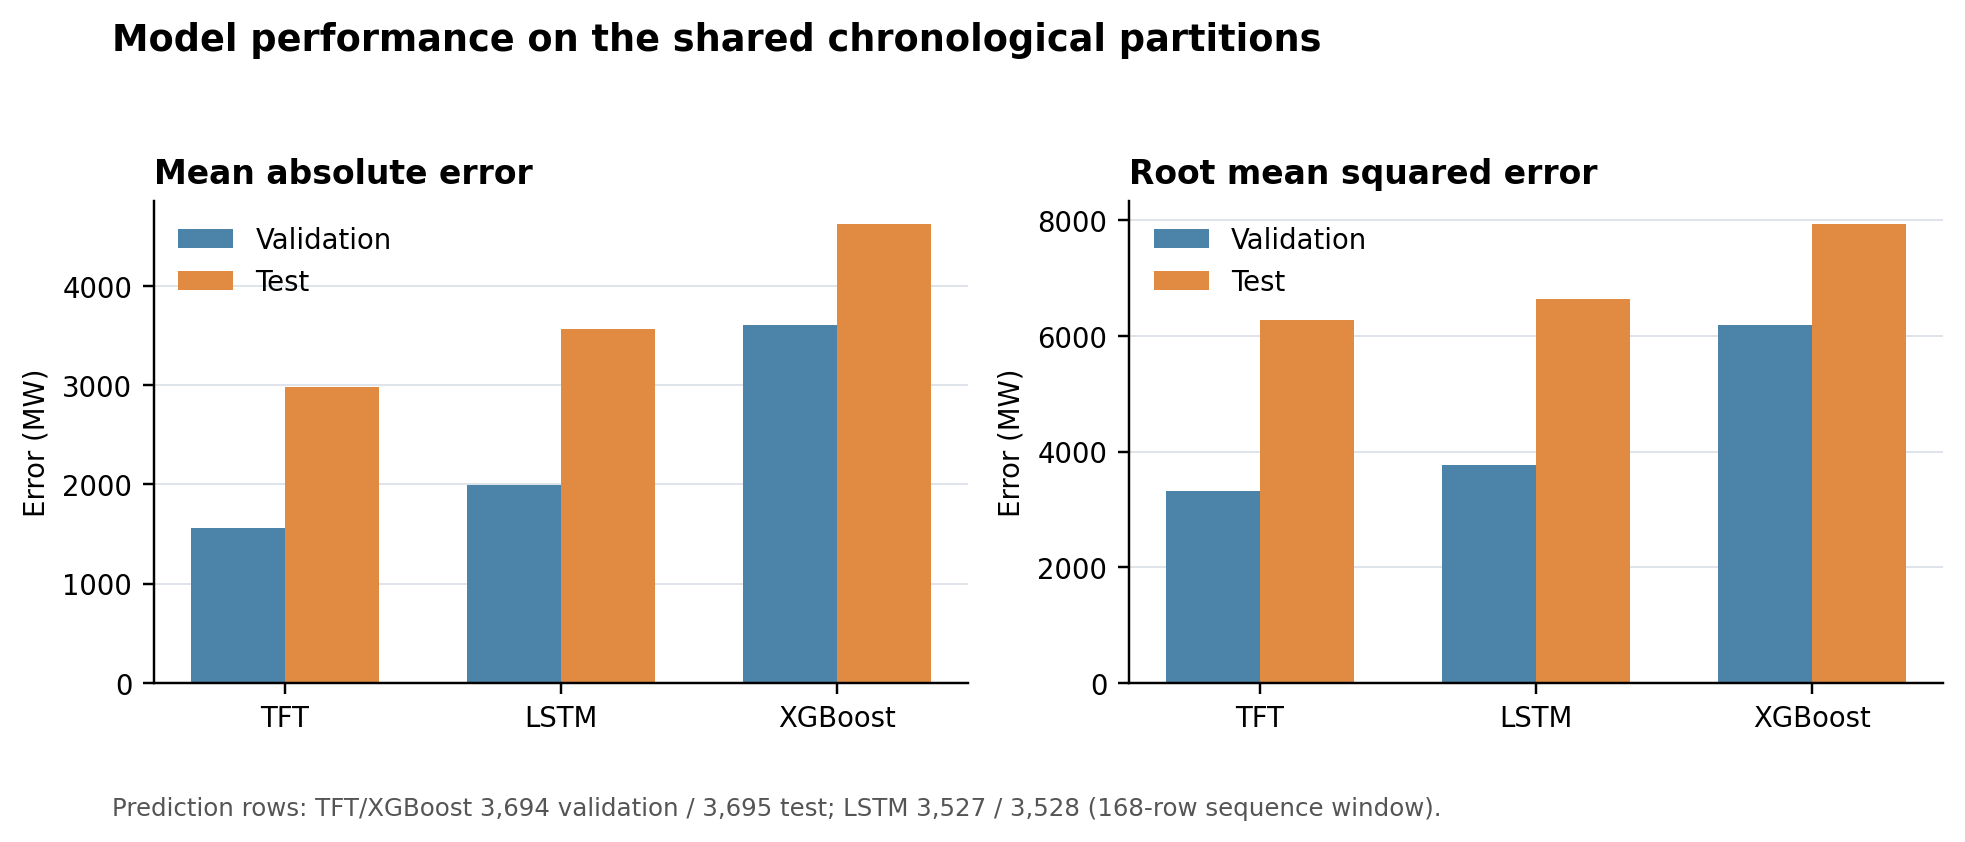 Model performance on the shared chronological partitions
Mean absolute error
Validation
Test
Error (MW)
4000
3000
2000
1000
0
TFT
LSTM
XGBoost
Root mean squared error
Validation
Test
Error (MW)
8000
6000
4000
2000
0
TFT
LSTM
XGBoost
Prediction rows: TFT/XGBoost 3,694 validation / 3,695 test; LSTM 3,527 / 3,528 (168-row sequence window).